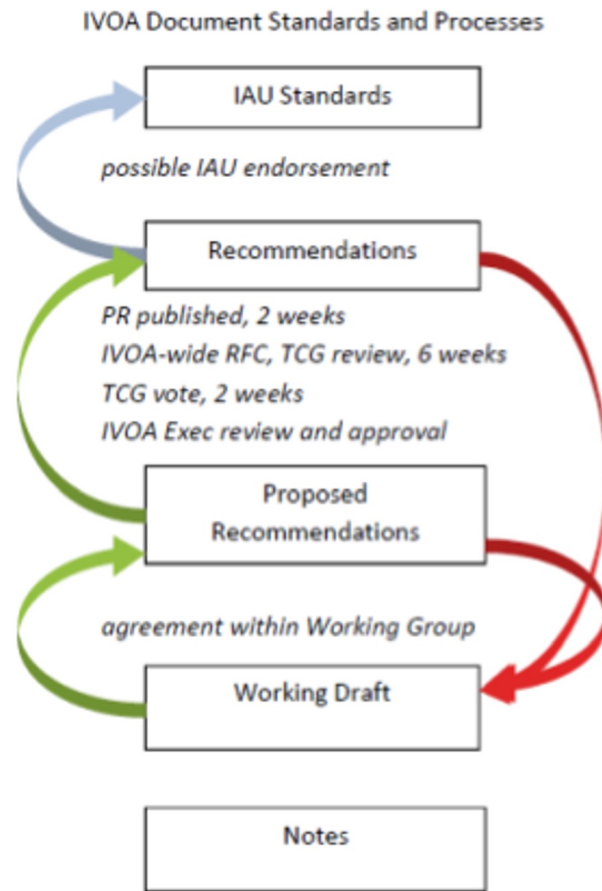 IVOA Document Standards and Processes
IAU Standards
possible IAU endorsement
Recommendations
PR published, 2 weeks
IVOA-wide RFC, TCG review, 6 weeks
TCG vote, 2 weeks
IVOA Exec review and approval
Proposed
Recommendations
agreement within Working Group
Working Draft
Notes